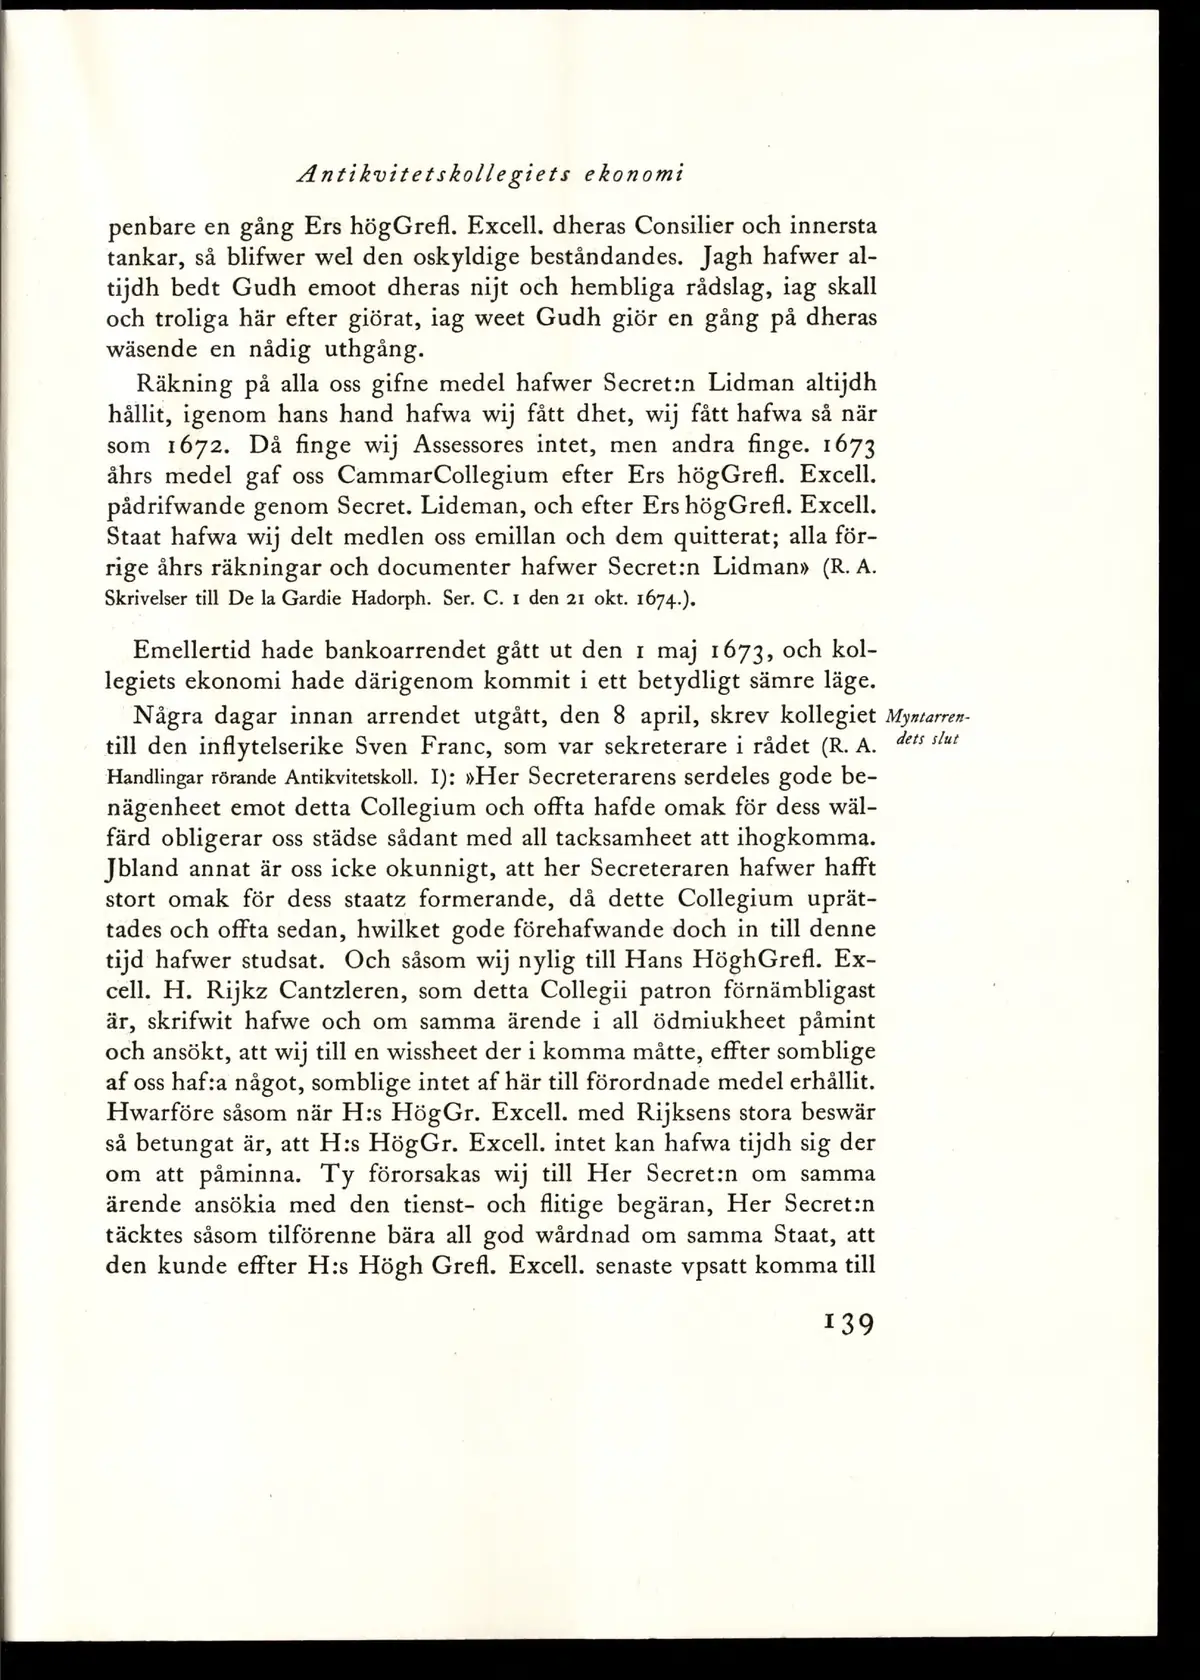 Antikvitetskollegiets ekonomi
penbare en gång Ers högGrefl. Excell. dheras Consilier och innersta
tankar, så blifwer wel den oskyldige beståndandes. Jagh hafwer al-
tijdh bedt Gudh emoot dheras nijt och hembliga rådslag, iag skall
och troliga här efter giörat, iag weet Gudh giör en gång på dheras
wäsende en nådig uthgång.
Räkning på alla oss gifne medel hafwer Secret:n Lidman altijdh
hållit, igenom hans hand hafwa wij fått dhet, wij fått hafwa så när
som 1672. Då finge wij Assessores intet, men andra finge. 1673
åhrs medel gaf oss CammarCollegium efter Ers högGrefl. Excell.
pådrifwande genom Secret. Lideman, och efter Ers högGrefl. Excell.
Staat hafwa wij delt medlen oss emillan och dem quitterat; alla för-
rige åhrs räkningar och documenter hafwer Secret:n Lidman» (R. A.
Skrivelser till De la Gardie Hadorph. Ser. C. 1 den 21 okt. 1674.).
Emellertid hade bankoarrendet gått ut den 1 maj 1673, och kol-
legiets ekonomi hade därigenom kommit i ett betydligt sämre läge.
Några dagar innan arrendet utgått, den 8 april, skrev kollegiet Myntarren-
till den inflytelserike Sven Franc, som var sekreterare i rådet (R. A. dets slut
Handlingar rörande Antikvitetskoll. I): »Her Secreterarens serdeles gode be-
nägenheet emot detta Collegium och offta hafde omak för dess wäl-
färd obligerar oss städse sådant med all tacksamheet att ihogkomma.
Jbland annat är oss icke okunnigt, att her Secreteraren hafwer hafft
stort omak för dess staatz formerande, då dette Collegium uprät-
tades och offta sedan, hwilket gode förehafwande doch in till denne
tijd hafwer studsat. Och såsom wij nylig till Hans HöghGrefl. Ex-
cell. H. Rijkz Cantzleren, som detta Collegii patron förnämbligast
är, skrifwit hafwe och om samma ärende i all ödmiukheet påmint
och ansökt, att wij till en wissheet der i komma måtte, effter somblige
af oss haf:a något, somblige intet af här till förordnade medel erhållit.
Hwarföre såsom när H:s HögGr. Excell. med Rijksens stora beswär
så betungat är, att H:s HögGr. Excell. intet kan hafwa tijdh sig der
om att påminna. Ty förorsakas wij till Her Secret:n om samma
ärende ansökia med den tienst- och flitige begäran, Her Secret:n
täcktes såsom tilförenne bära all god wårdnad om samma Staat, att
den kunde effter H:s Högh Grefl. Excell. senaste vpsatt komma till
139